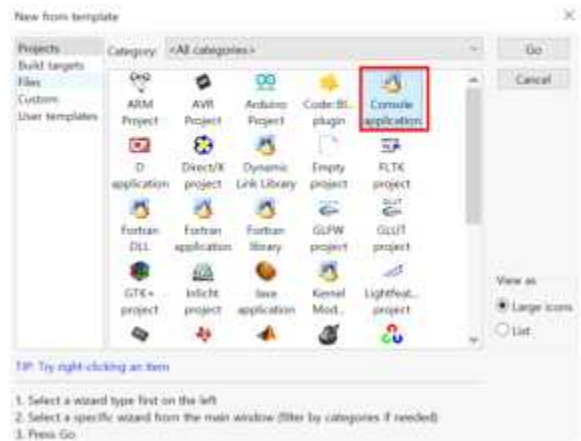 New from template
Projects
Build targets
Files
Custom
User templates
Category: <All categories>
Go
Cancel
ARM Project
AVR Project
Arduino Project
Code::Bl... plugin
Console application
D application
DirectX project
Dynamic Link Library
Empty project
FLTK project
Fortran DLL
Fortran application
Fortran library
GLFW project
GLUT project
GTK+ project
Irrlicht project
Java application
Kernel Mod...
Lightfeat... project
View as
Large icons
List
TIP: Try right-clicking an item
1. Select a wizard type first on the left
2. Select a specific wizard from the main window (filter by categories if needed)
3. Press Go